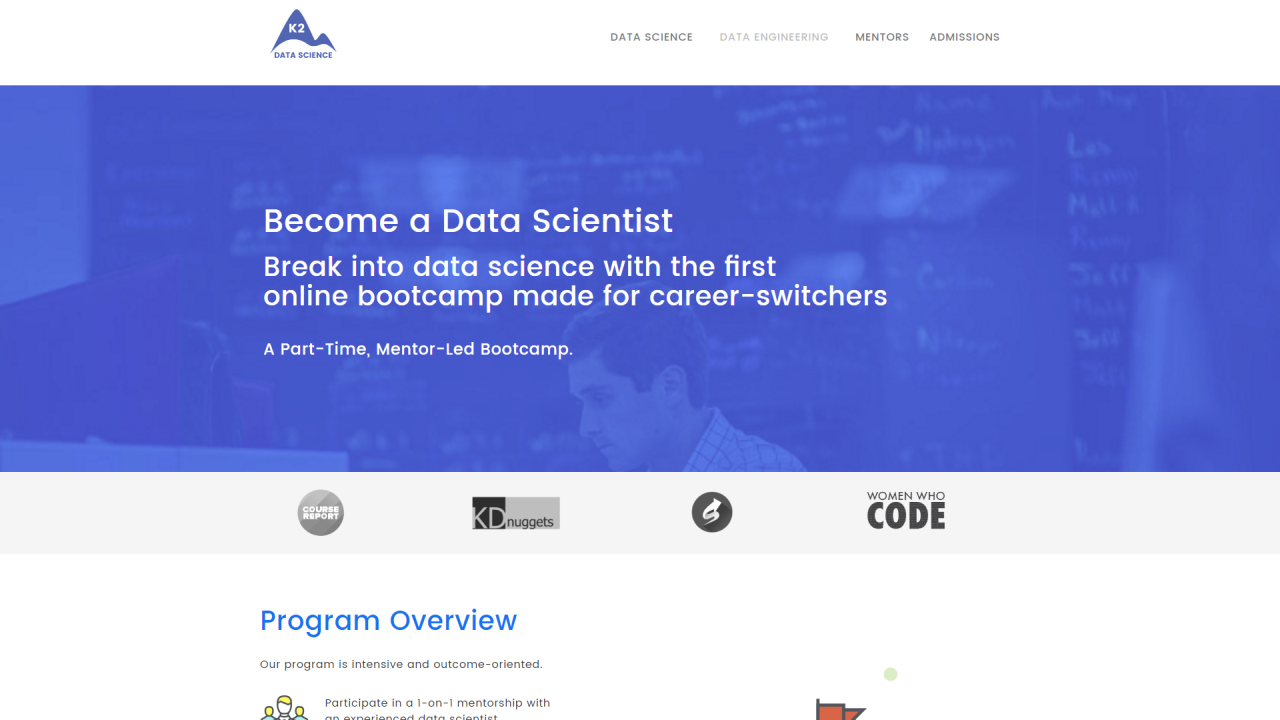 K2
DATA SCIENCE
DATA SCIENCE
DATA ENGINEERING
MENTORS
ADMISSIONS
Become a Data Scientist
Break into data science with the first
online bootcamp made for career-switchers
A Part-Time, Mentor-Led Bootcamp.
COURSE
REPORT
KDnuggets
WOMEN WHO
CODE
Program Overview
Our program is intensive and outcome-oriented.
Participate in a 1-on-1 mentorship with
an experienced data scientist